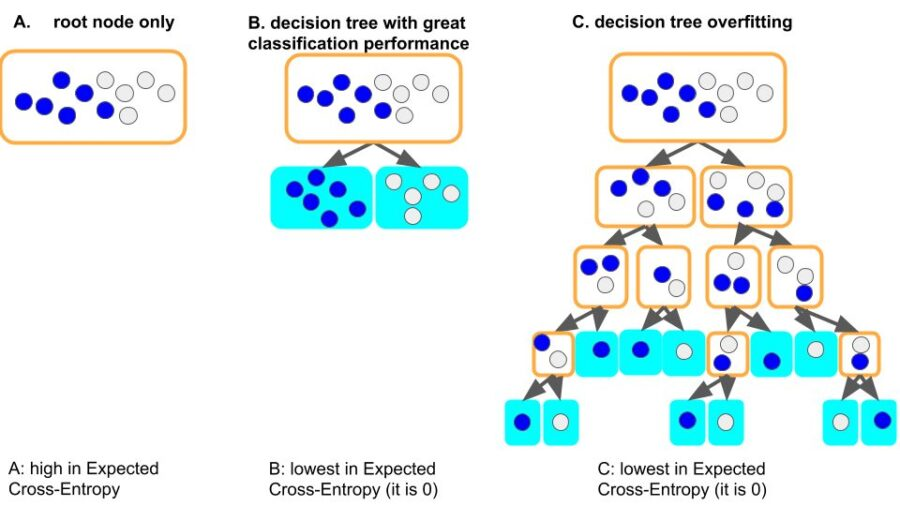 A. root node only
B. decision tree with great
classification performance
C. decision tree overfitting
A: high in Expected
Cross-Entropy
B: lowest in Expected
Cross-Entropy (it is 0)
C: lowest in Expected
Cross-Entropy (it is 0)